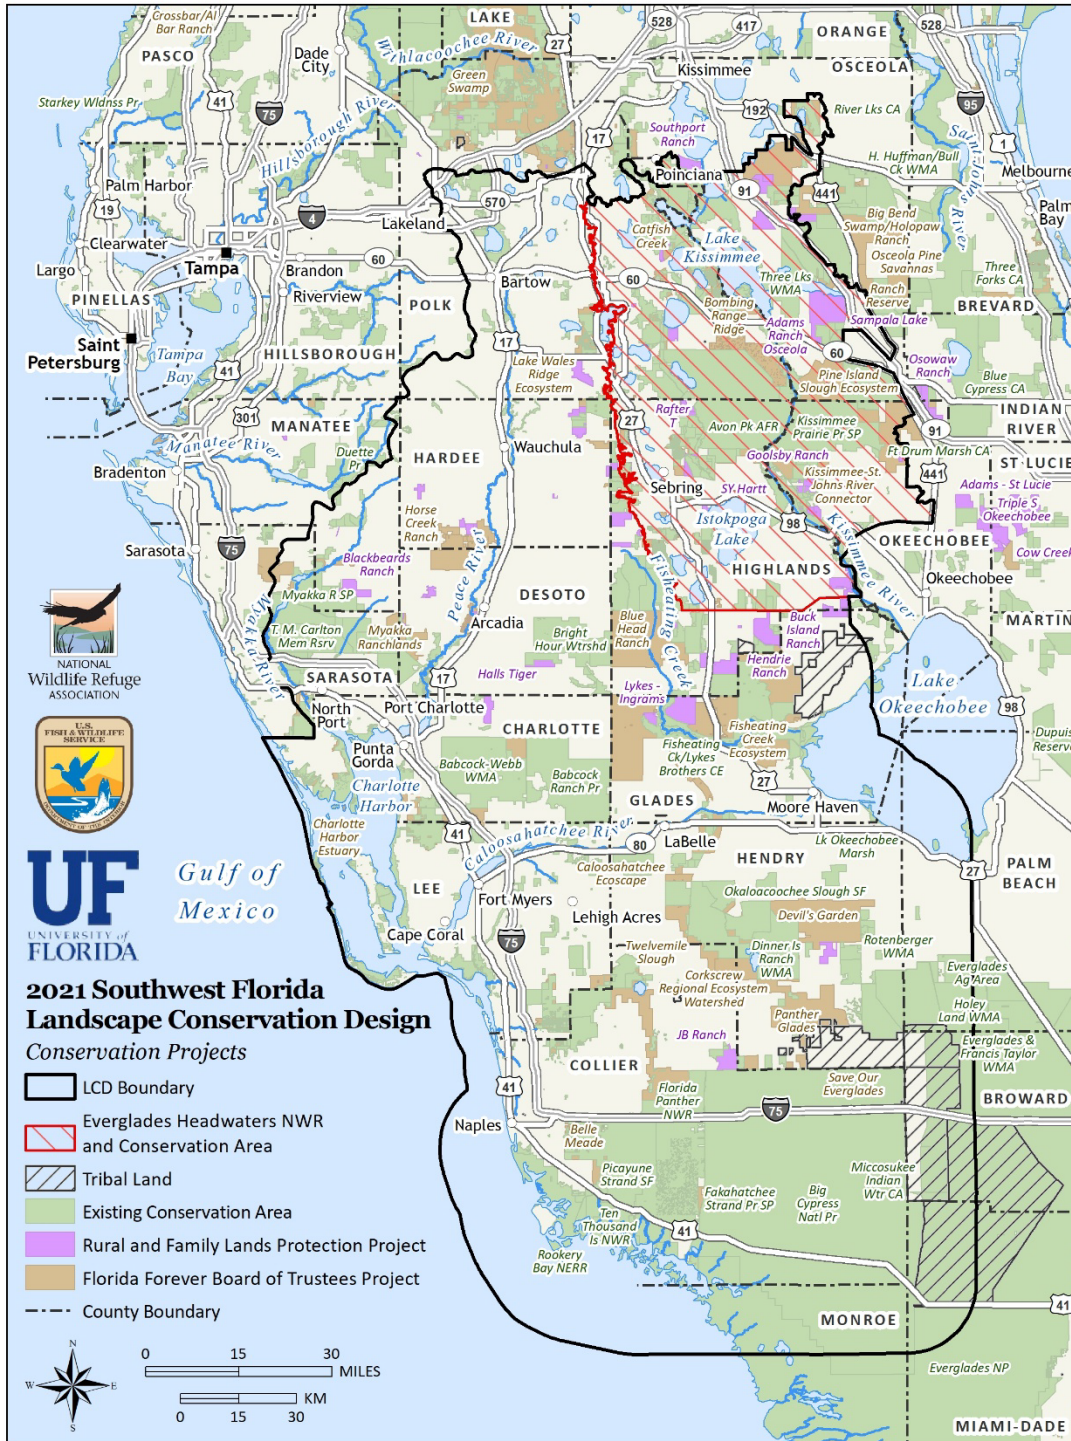 Crossbar/Al
Bar Ranch
LAKE
528
417
ORANGE
528
PASCO
Dade
City
Withlacoochee River
27
Kissimmee
OSCEOLA
Green
Swamp
Starkey Wldnss Pr
41
75
192
River Lks CA
95
17
Southport
Ranch
Hillsborough River
Saint Johns River
1
H. Huffman/Bull
Ck WMA
Palm Harbor
Poinciana
Melbourne
19
4
570
91
441
Palm
Bay
Lakeland
Catfish
Creek
Lake
Kissimmee
Big Bend
Swamp/Holopaw
Ranch
Clearwater
Tampa
60
Brandon
Largo
Riverview
Bartow
60
Three Lks
WMA
Osceola Pine
Savannas
Three
Forks CA
PINELLAS
POLK
Bombing
Range
Ridge
Ranch
Reserve
BREVARD
Saint
Petersburg
Tampa
Bay
17
Adams
Ranch
Osceola
Sampala Lake
HILLSBOROUGH
Lake Wales
Ridge
Ecosystem
60
Osowaw
Ranch
41
Pine Island
Slough Ecosystem
Blue
Cypress CA
301
MANATEE
Rafter
T
27
Avon Pk AFR
Kissimmee
Prairie Pr SP
INDIAN
RIVER
91
Manatee River
Duette
Pr
HARDEE
Wauchula
Goolsby Ranch
Ft Drum Marsh CA
ST LUCIE
Bradenton
Sebring
SY Hartt
Kissimmee-St.
Johns River
Connector
441
Adams - St Lucie
Triple S
Okeechobee
Horse
Creek
Ranch
Istokpoga
Lake
98
Kissimmee River
Sarasota
75
Blackbeards
Ranch
Peace River
OKEECHOBEE
Cow Creek
HIGHLANDS
Okeechobee
Myakka R SP
DESOTO
Fisheating Creek
Myakka River
T. M. Carlton
Mem Rsrv
Myakka
Ranchlands
Arcadia
Bright
Hour Wtrshd
Blue
Head
Ranch
Buck
Island
Ranch
MARTIN
NATIONAL
Wildlife Refuge
ASSOCIATION
SARASOTA
17
Halls Tiger
Lykes -
Ingrams
Hendrie
Ranch
Lake
Okeechobee
North
Port
Port Charlotte
98
CHARLOTTE
Fisheating
Creek
Ecosystem
U.S.
FISH & WILDLIFE
SERVICE
DEPARTMENT OF THE INTERIOR
Punta
Gorda
Babcock-Webb
WMA
Babcock
Ranch Pr
Fisheating
Ck/Lykes
Brothers CE
27
Dupuis
Reserve
Charlotte
Harbor
GLADES
Moore Haven
Charlotte
Harbor
Estuary
41
Caloosahatchee River
80
LaBelle
Lk Okeechobee
Marsh
UF
UNIVERSITY of
FLORIDA
Gulf of
Mexico
LEE
Caloosahatchee
Ecoscape
HENDRY
27
PALM
BEACH
Fort Myers
Okaloacoochee Slough SF
Lehigh Acres
Devil's Garden
Cape Coral
75
Twelvemile
Slough
Dinner Is
Ranch
WMA
Rotenberger
WMA
Corkscrew
Regional Ecosystem
Watershed
Everglades
Ag Area
2021 Southwest Florida
Landscape Conservation Design
Conservation Projects
Panther
Glades
Holey
Land WMA
JB Ranch
Everglades &
Francis Taylor
WMA
COLLIER
LCD Boundary
41
Florida
Panther
NWR
Save Our
Everglades
BROWARD
75
Everglades Headwaters NWR
and Conservation Area
Naples
Belle
Meade
Tribal Land
Picayune
Strand SF
Miccosukee
Indian
Wtr CA
Existing Conservation Area
Fakahatchee
Strand Pr SP
Big
Cypress
Natl Pr
Ten
Thousand
Is NWR
41
Rural and Family Lands Protection Project
Rookery
Bay NERR
Florida Forever Board of Trustees Project
41
County Boundary
MONROE
N
W E
S
0 15 30
MILES
KM
0 15 30
Everglades NP
MIAMI-DADE